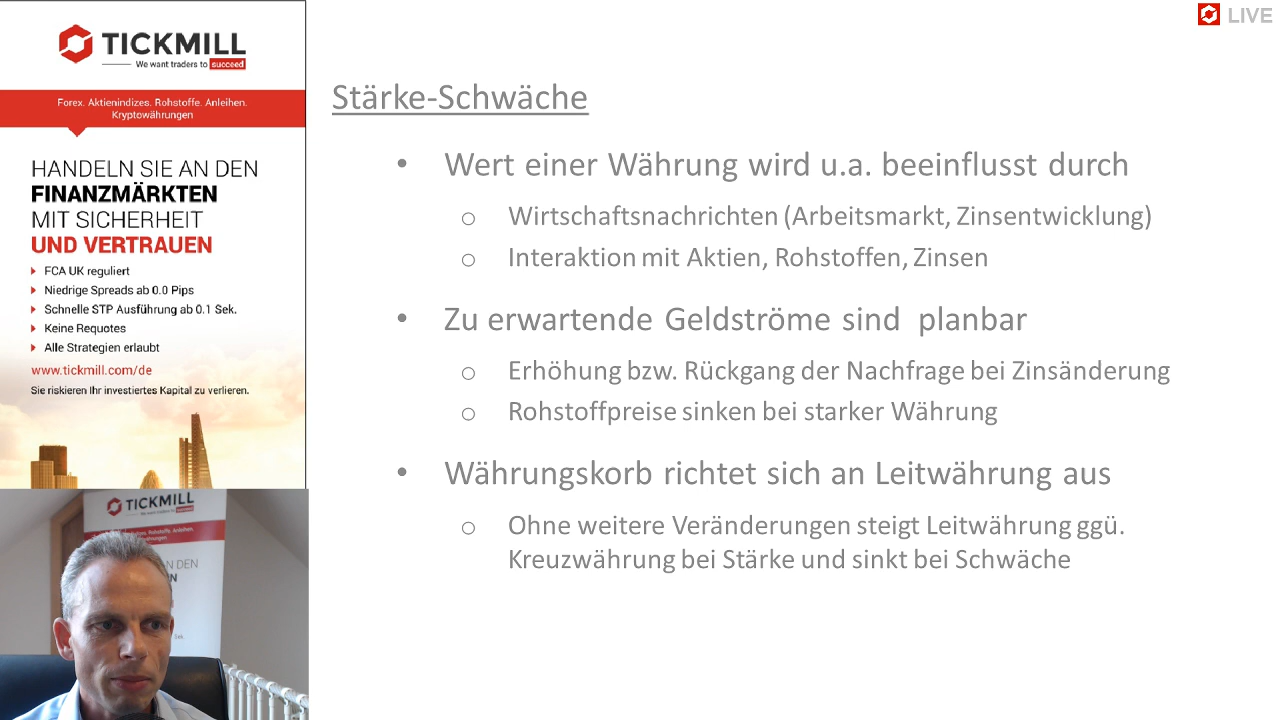 TICKMILL
We want traders to succeed
Forex. Aktienindizes. Rohstoffe. Anleihen.
Kryptowährungen
HANDELN SIE AN DEN
FINANZMÄRKTEN
MIT SICHERHEIT
UND VERTRAUEN
FCA UK reguliert
Niedrige Spreads ab 0.0 Pips
Schnelle STP Ausführung ab 0.1 Sek.
Keine Requotes
Alle Strategien erlaubt
www.tickmill.com/de
Sie riskieren Ihr investiertes Kapital zu verlieren.
LIVE
Stärke-Schwäche
• Wert einer Währung wird u.a. beeinflusst durch
o Wirtschaftsnachrichten (Arbeitsmarkt, Zinsentwicklung)
o Interaktion mit Aktien, Rohstoffen, Zinsen
• Zu erwartende Geldströme sind planbar
o Erhöhung bzw. Rückgang der Nachfrage bei Zinsänderung
o Rohstoffpreise sinken bei starker Währung
• Währungskorb richtet sich an Leitwährung aus
o Ohne weitere Veränderungen steigt Leitwährung ggü.
Kreuzwährung bei Stärke und sinkt bei Schwäche
TICKMILL